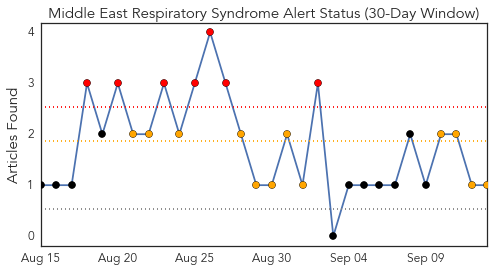 Middle East Respiratory Syndrome Alert Status (30-Day Window)
Articles Found
4
3
2
1
0
Aug 15 Aug 20 Aug 25 Aug 30 Sep 04 Sep 09